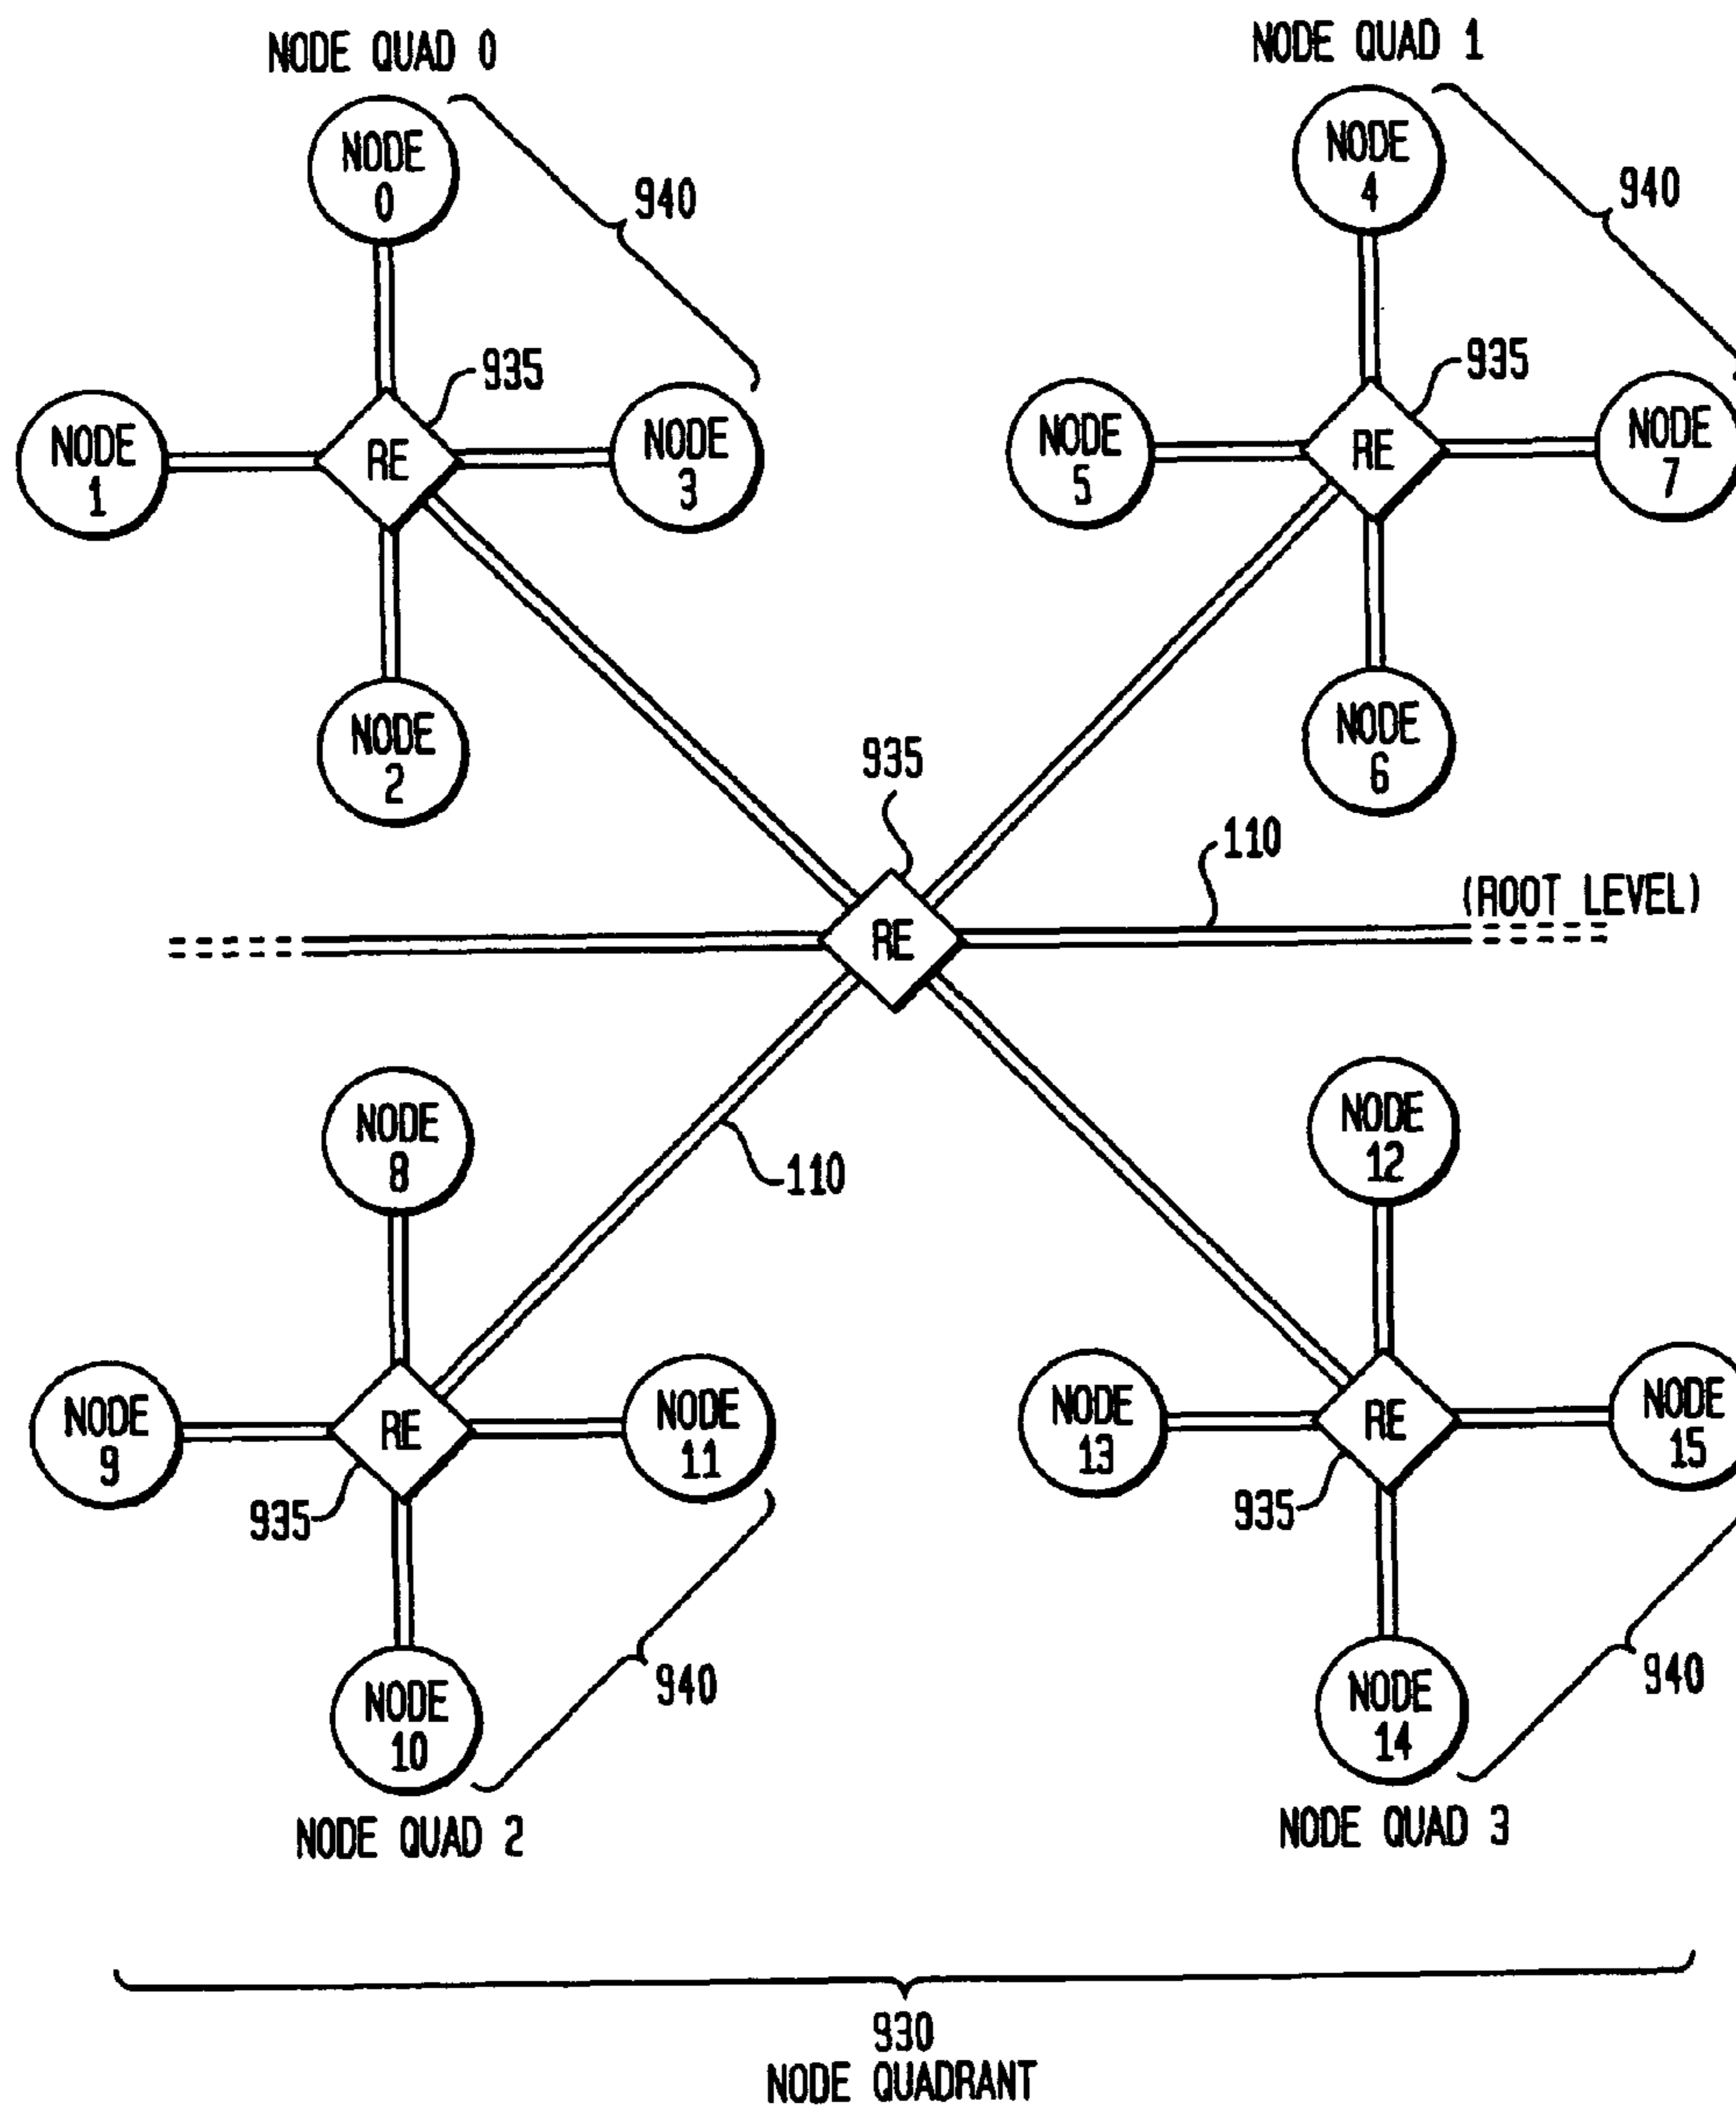 NODE QUAD 0
NODE QUAD 1
NODE
0
NODE
4
940
940
935
935
NODE
1
RE
NODE
3
NODE
5
RE
NODE
7
NODE
2
NODE
6
935
110
(ROOT LEVEL)
RE
NODE
8
110
NODE
12
NODE
9
RE
NODE
11
NODE
13
RE
NODE
15
935
935
NODE
10
940
NODE
14
940
NODE QUAD 2
NODE QUAD 3
930
NODE QUADRANT